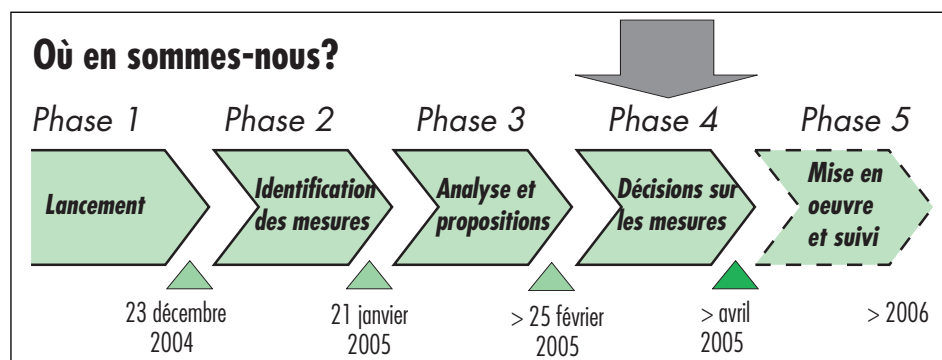 Où en sommes-nous?
Phase 1 Phase 2 Phase 3 Phase 4 Phase 5
Lancement
Identification
des mesures
Analyse et
propositions
Décisions sur
les mesures
Mise en
oeuvre
et suivi
23 décembre
2004
21 janvier
2005
> 25 février
2005
> avril
2005
> 2006